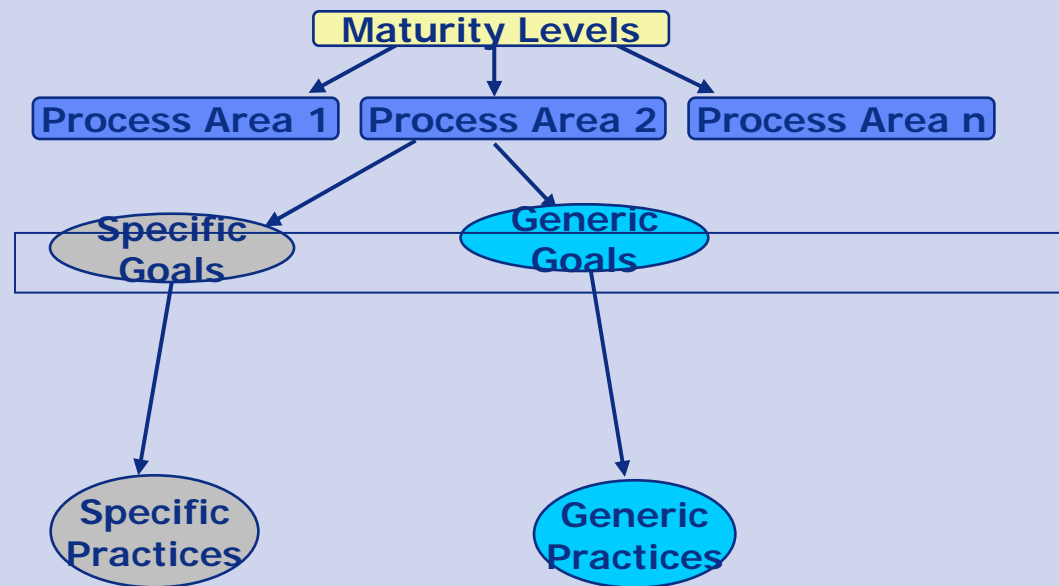 Maturity Levels
Process Area 1
Process Area 2
Process Area n
Specific
Goals
Generic
Goals
Specific
Practices
Generic
Practices